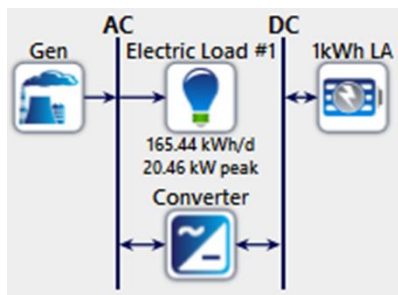 AC
DC
Gen
Electric Load #1
1kWh LA
165.44 kWh/d
20.46 kW peak
Converter